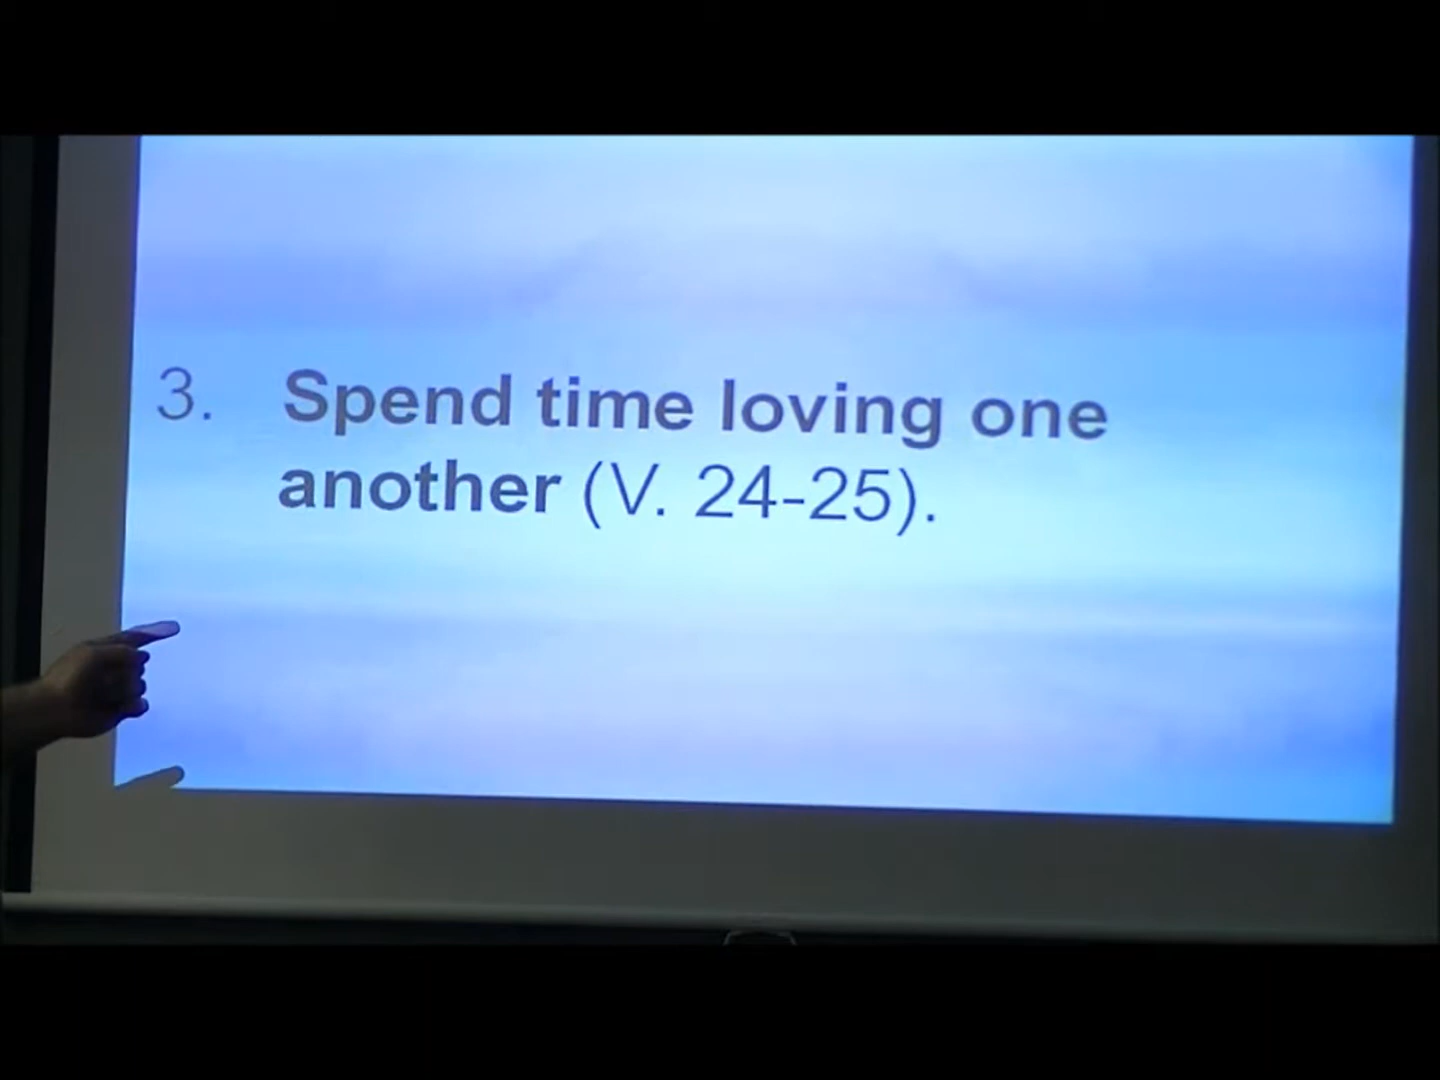 3. Spend time loving one
another (V. 24-25).